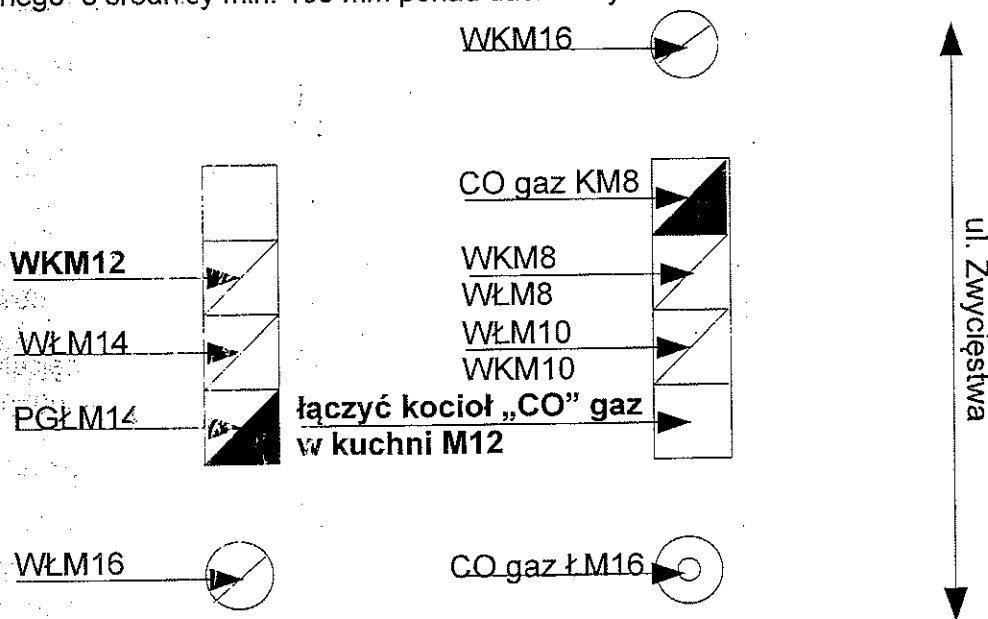 WKM16
CO gaz KM8
WKM12
WKM8
WŁM8
WŁM14
WŁM10
WKM10
PGŁM14
łączyć kocioł „CO” gaz
w kuchni M12
WŁM16
CO gaz ŁM16
ul. Zwycięstwa